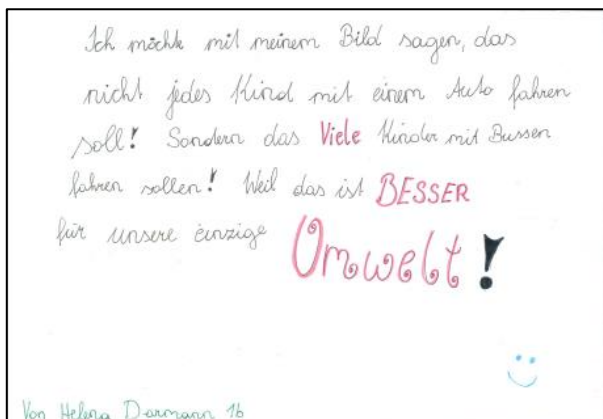 Ich möchte mit meinem Bild sagen, das
nicht jedes Kind mit einem Auto fahren
soll! Sondern das Viele Kinder mit Bussen
fahren sollen! Weil das ist BESSER
für unsere einzige Umwelt!
Von Helena Darmann 1b